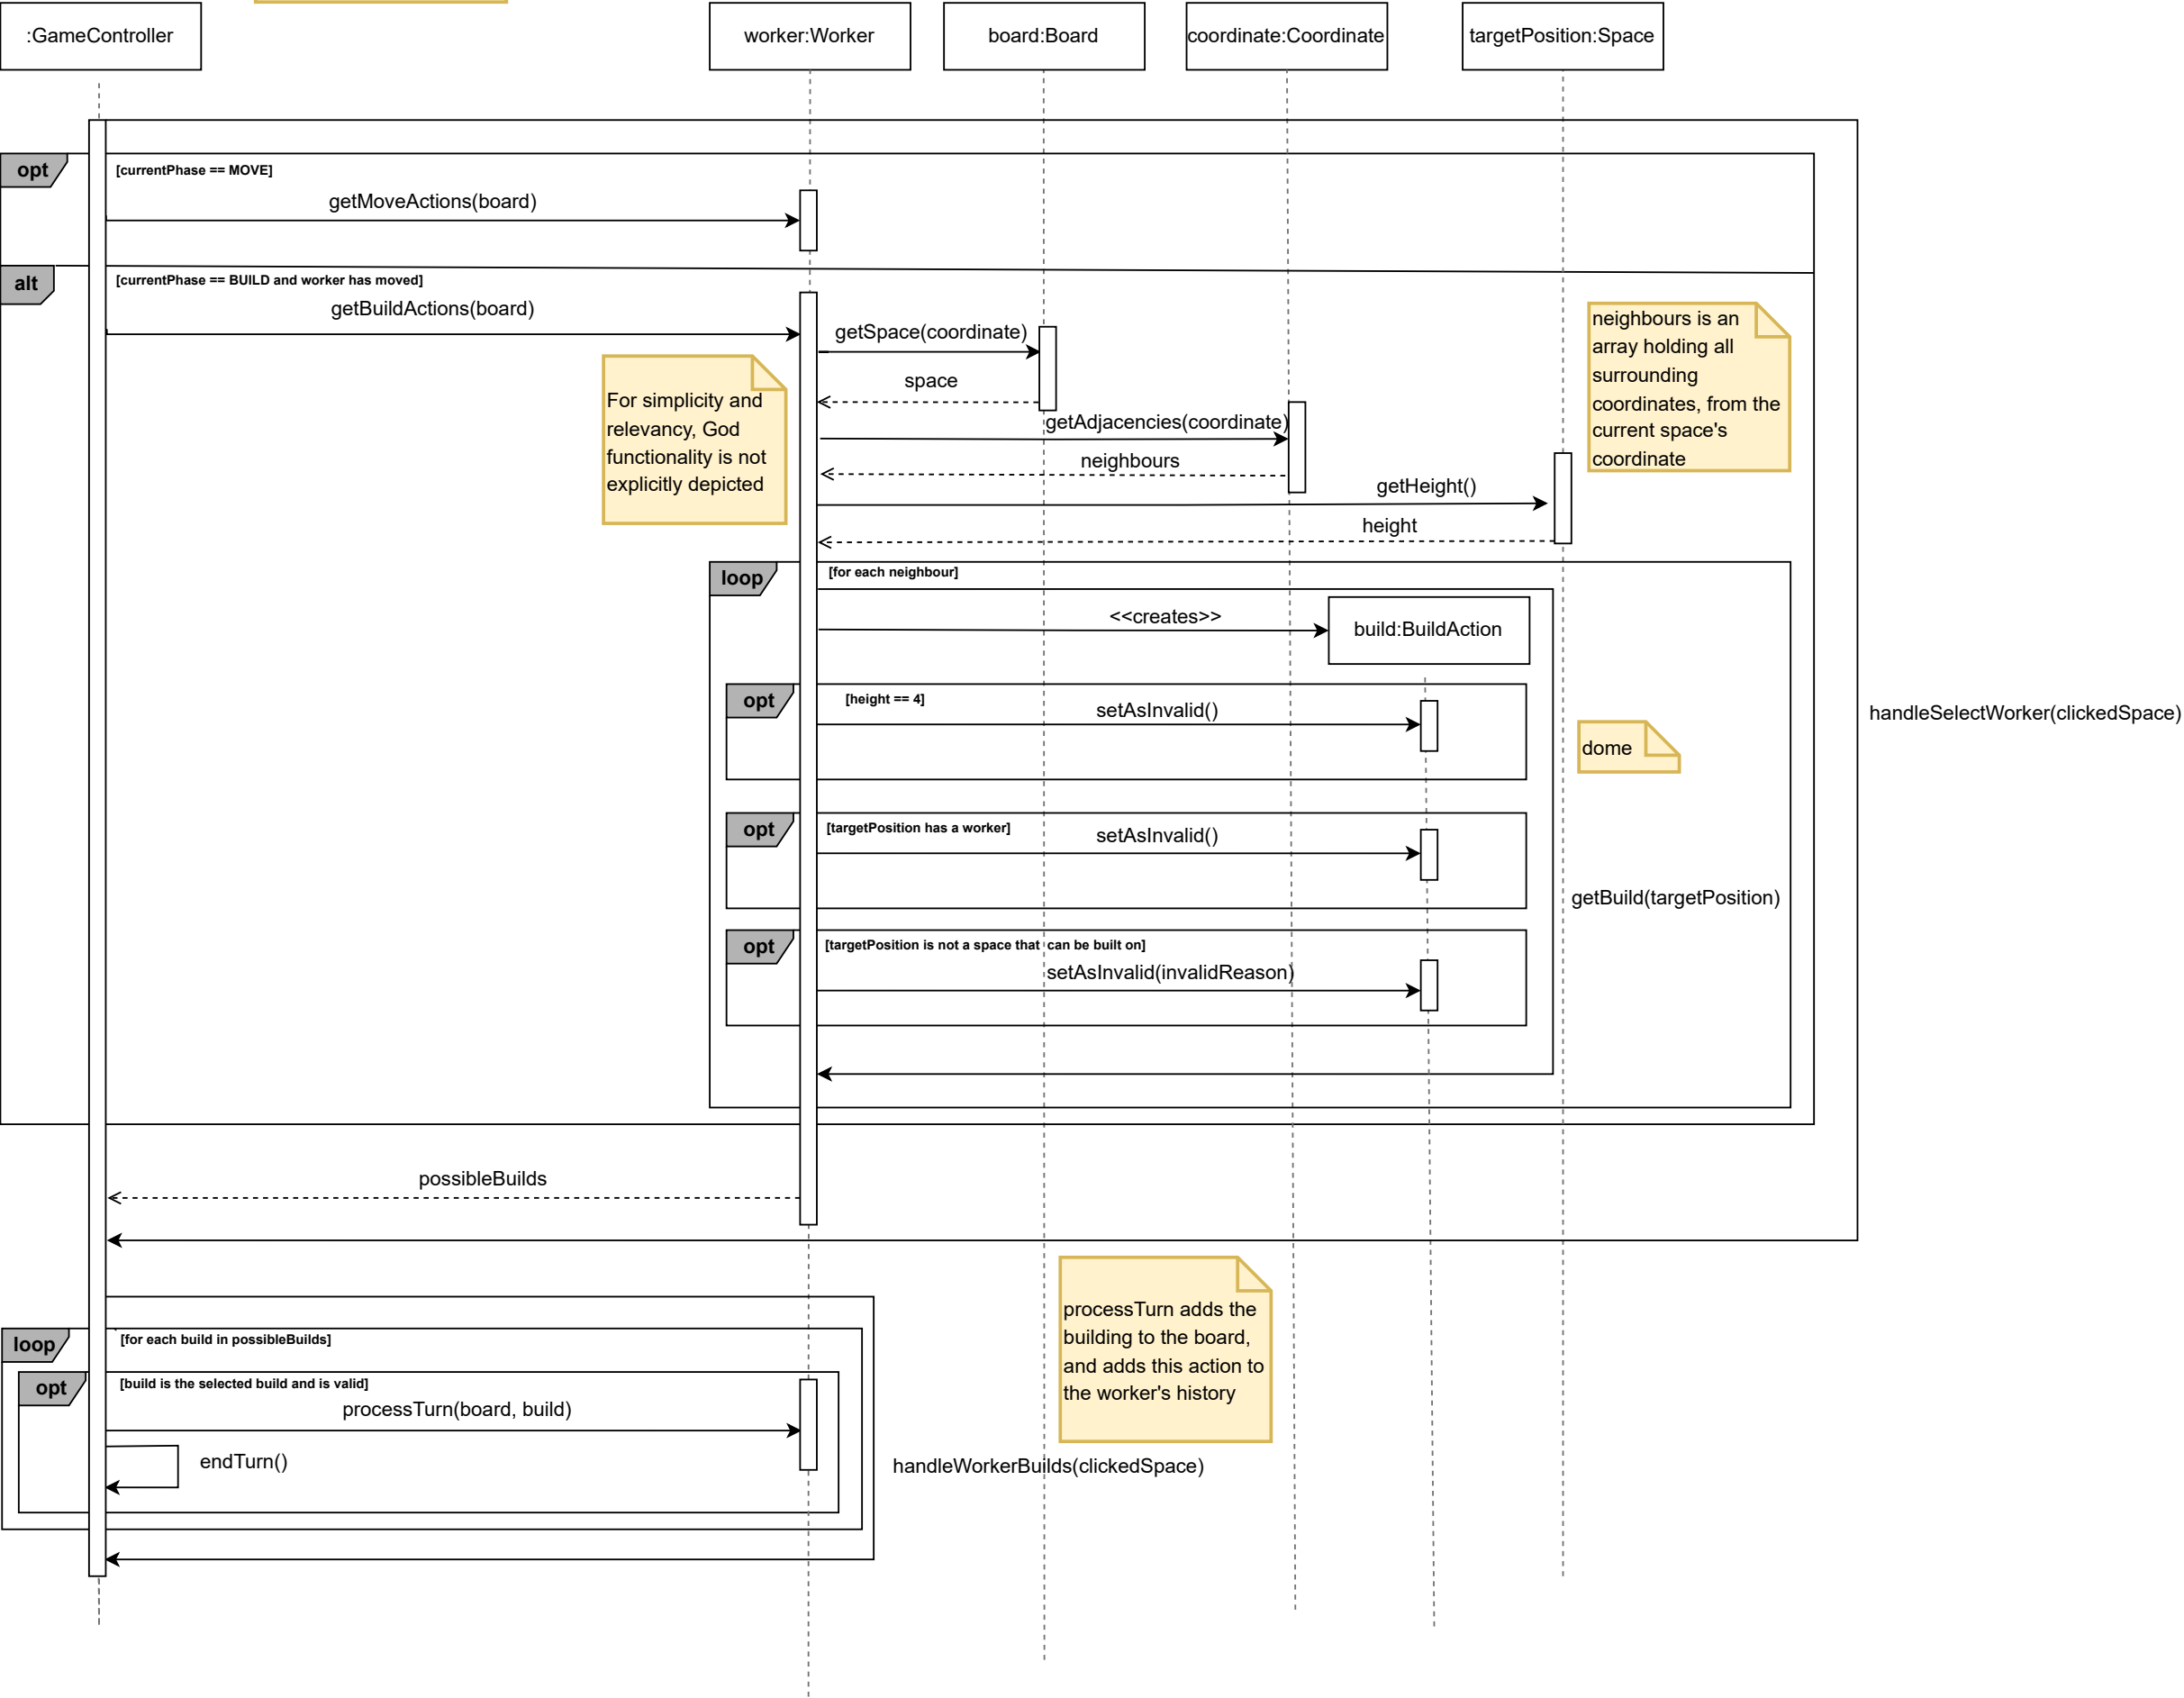 :GameController
worker:Worker
board:Board
coordinate:Coordinate
targetPosition:Space
opt
[currentPhase == MOVE]
getMoveActions(board)
alt
[currentPhase == BUILD and worker has moved]
getBuildActions(board)
getSpace(coordinate)
space
getAdjacencies(coordinate)
neighbours
getHeight()
height
neighbours is an
array holding all
surrounding
coordinates, from the
current space's
coordinate
For simplicity and
relevancy, God
functionality is not
explicitly depicted
loop
[for each neighbour]
<<creates>>
build:BuildAction
opt
[height == 4]
setAsInvalid()
handleSelectWorker(clickedSpace)
dome
opt
[targetPosition has a worker]
setAsInvalid()
getBuild(targetPosition)
opt
[targetPosition is not a space that can be built on]
setAsInvalid(invalidReason)
possibleBuilds
processTurn adds the
building to the board,
and adds this action to
the worker's history
loop
[for each build in possibleBuilds]
opt
[build is the selected build and is valid]
processTurn(board, build)
endTurn()
handleWorkerBuilds(clickedSpace)